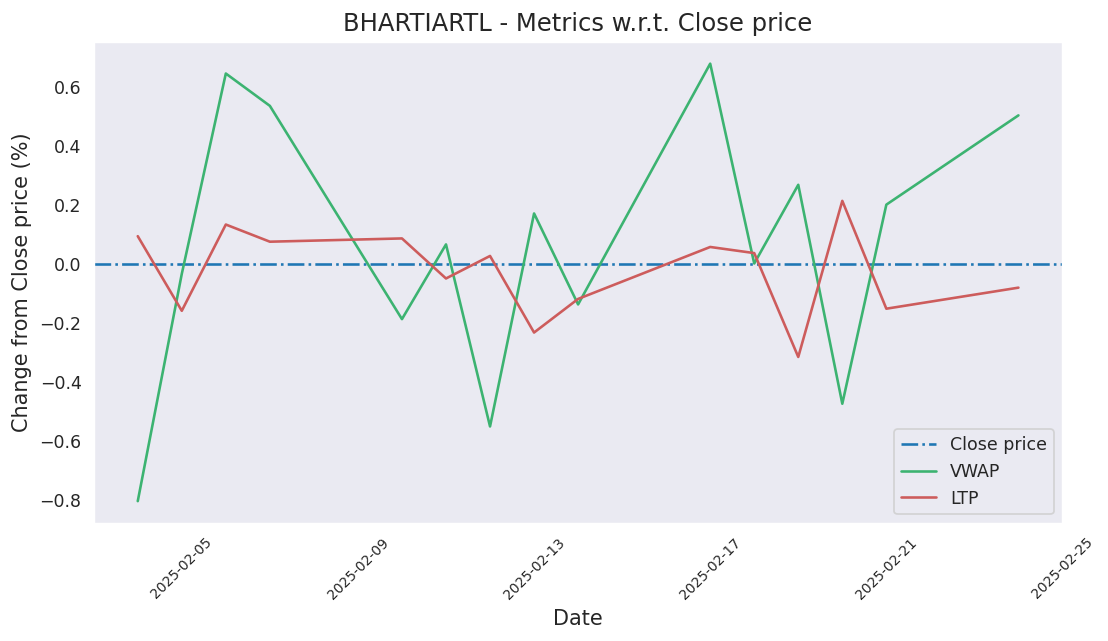 BHARTIARTL - Metrics w.r.t. Close price
Change from Close price (%)
0.6
0.4
0.2
0.0
−0.2
−0.4
−0.6
−0.8
Close price
VWAP
LTP
2025-02-05
2025-02-09
2025-02-13
2025-02-17
2025-02-21
2025-02-25
Date